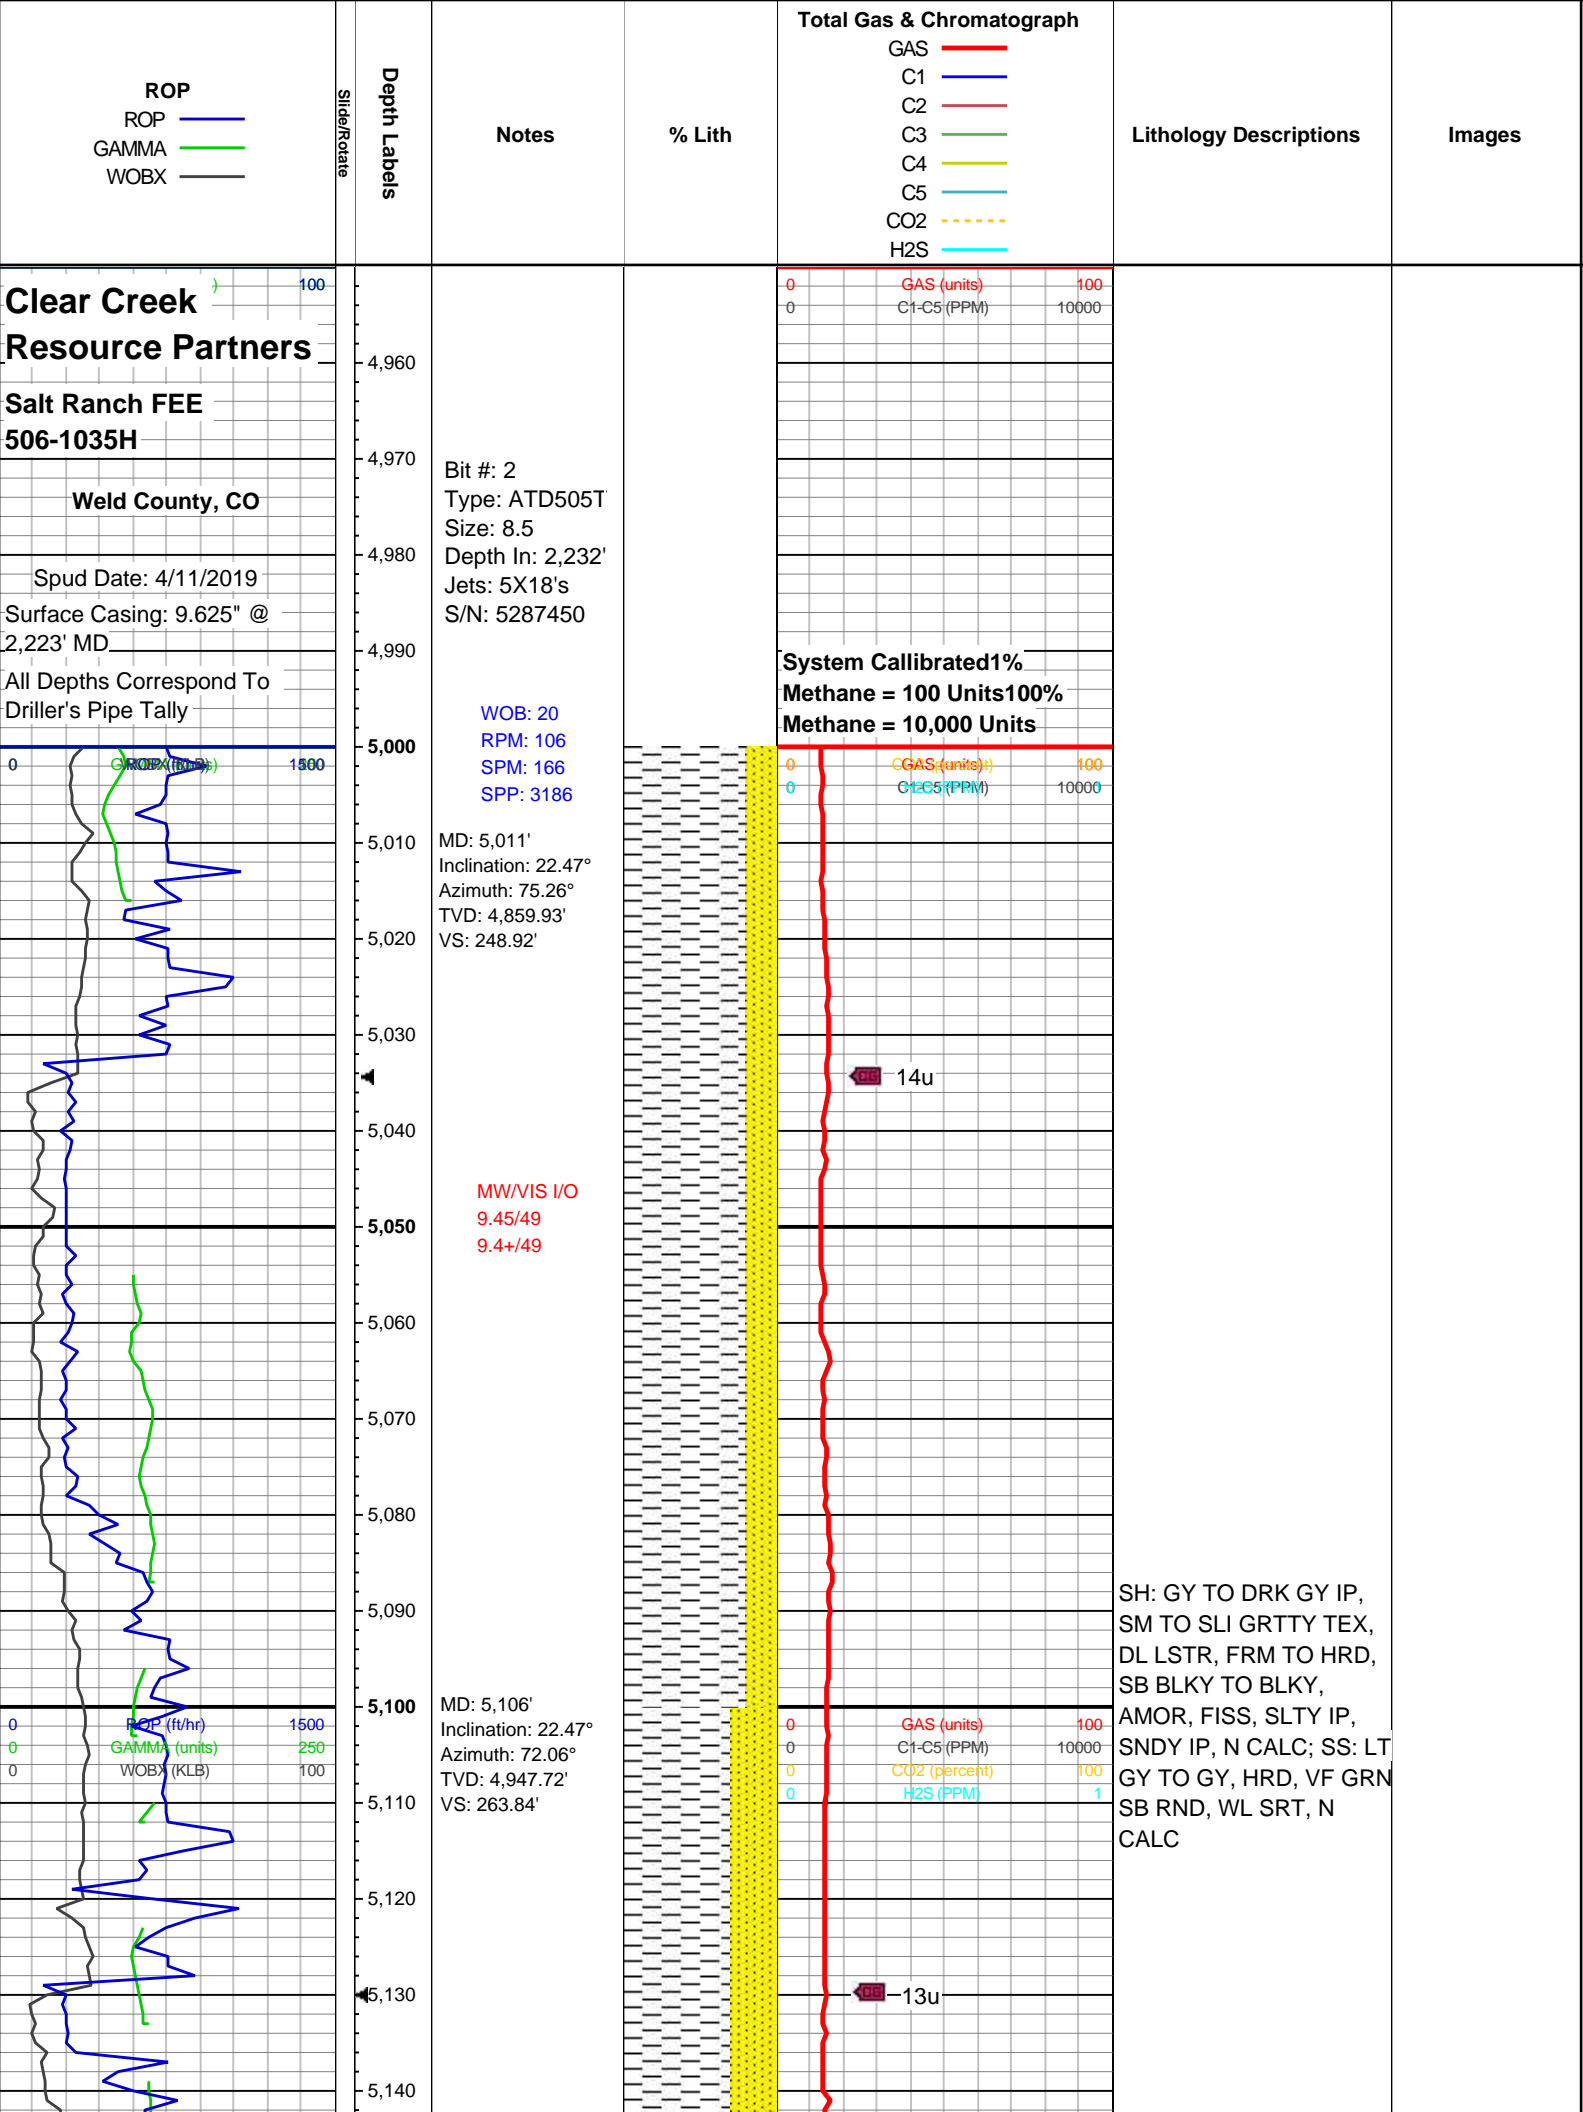 ROP
ROP
GAMMA
WOBX
Slide/Rotate
Depth Labels
Notes
% Lith
Total Gas & Chromatograph
GAS
C1
C2
C3
C4
C5
CO2
H2S
Lithology Descriptions
Images
) 100
Clear Creek
Resource Partners
Salt Ranch FEE
506-1035H
Weld County, CO
Spud Date: 4/11/2019
Surface Casing: 9.625" @
2,223' MD
All Depths Correspond To
Driller's Pipe Tally
0 GAS (units) 100
0 C1-C5 (PPM) 10000
4,960
4,970
4,980
4,990
5,000
5,010
5,020
5,030
5,040
5,050
5,060
5,070
5,080
5,090
5,100
5,110
5,120
5,130
5,140
Bit #: 2
Type: ATD505T
Size: 8.5
Depth In: 2,232'
Jets: 5X18's
S/N: 5287450
System Callibrated1%
Methane = 100 Units100%
Methane = 10,000 Units
WOB: 20
RPM: 106
SPM: 166
SPP: 3186
0
0 GAS (units) 100
0 C1-C5 (PPM) 10000
MD: 5,011'
Inclination: 22.47°
Azimuth: 75.26°
TVD: 4,859.93'
VS: 248.92'
CG 14u
MW/VIS I/O
9.45/49
9.4+/49
SH: GY TO DRK GY IP,
SM TO SLI GRTTY TEX,
DL LSTR, FRM TO HRD,
SB BLKY TO BLKY,
AMOR, FISS, SLTY IP,
SNDY IP, N CALC; SS: LT
GY TO GY, HRD, VF GRN
SB RND, WL SRT, N
CALC
MD: 5,106'
Inclination: 22.47°
Azimuth: 72.06°
TVD: 4,947.72'
VS: 263.84'
0 ROP (ft/hr) 1500
0 GAMMA (units) 250
0 WOBX (KLB) 100
0 GAS (units) 100
0 C1-C5 (PPM) 10000
0 CO2 (percent) 100
0 H2S (PPM) 1
CG 13u